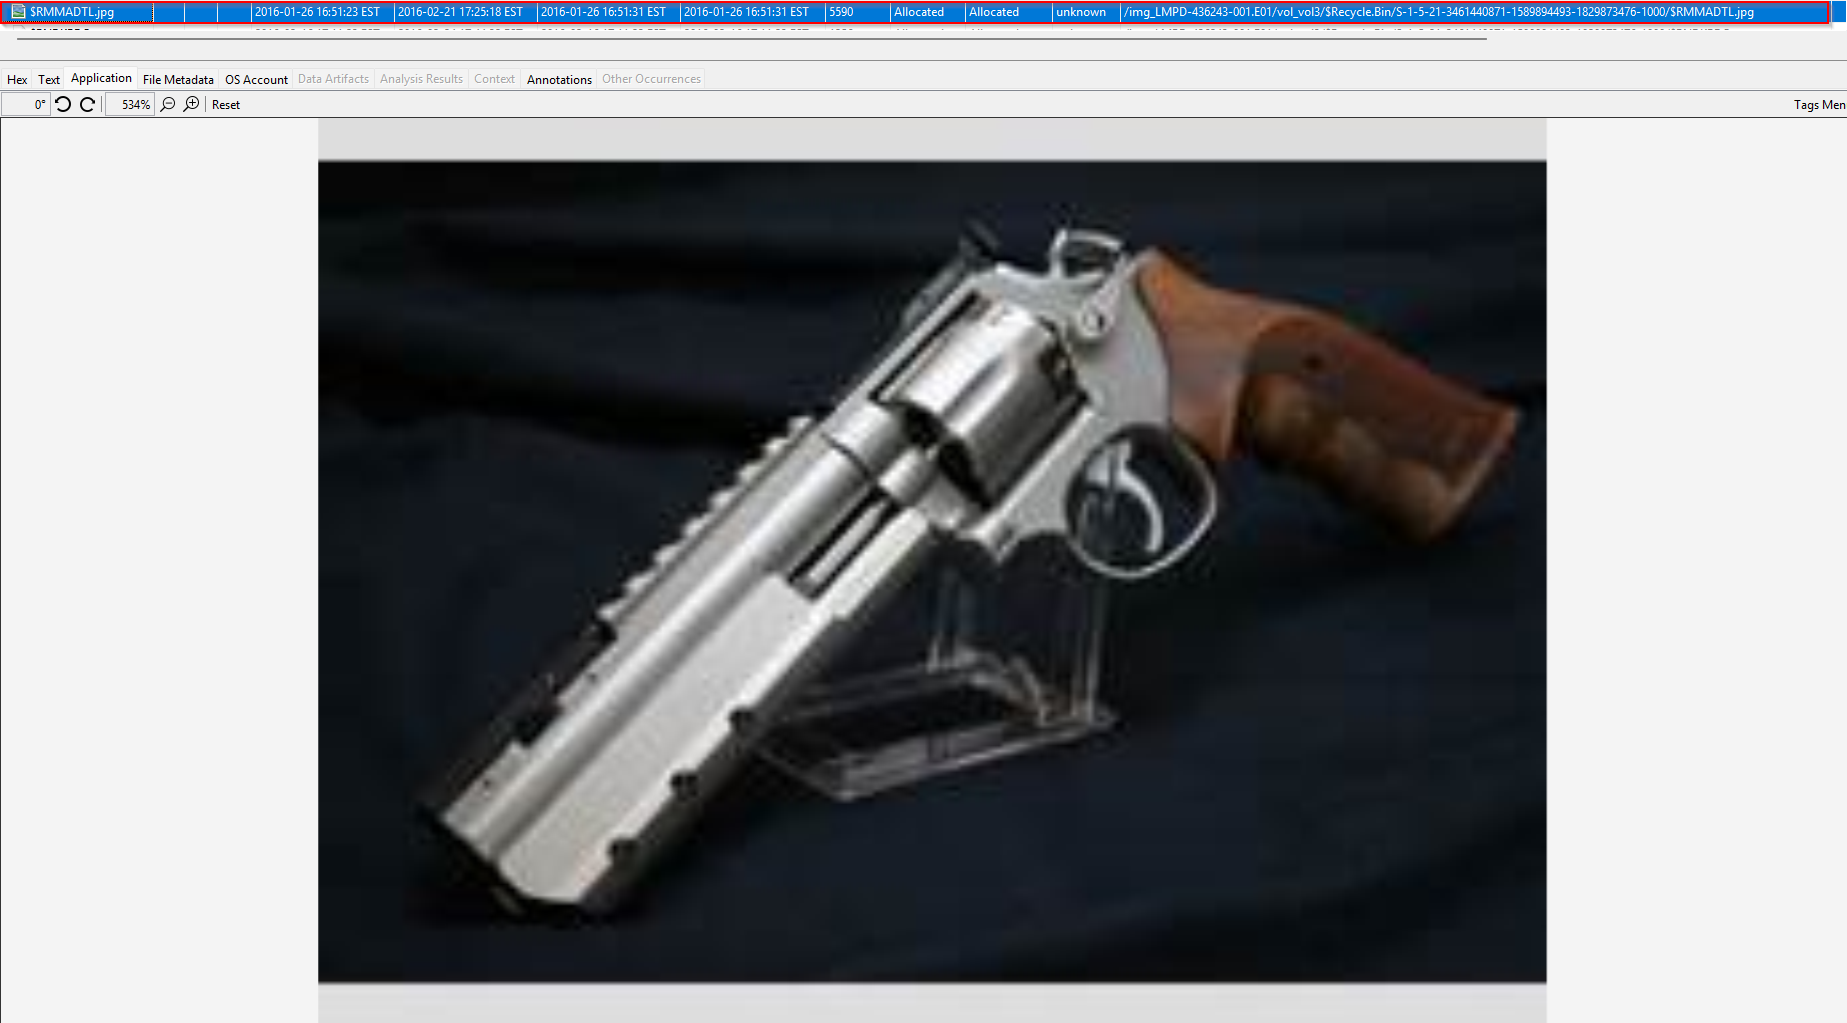 $RMMADTL.jpg 2016-01-26 16:51:23 EST 2016-02-21 17:25:18 EST 2016-01-26 16:51:31 EST 2016-01-26 16:51:31 EST 5590 Allocated Allocated unknown /img_LMPD-436243-001.E01/vol_vol3/$Recycle.Bin/S-1-5-21-3461440871-1589894493-1829873476-1000/$RMMADTL.jpg
Hex Text Application File Metadata OS Account Data Artifacts Analysis Results Context Annotations Other Occurrences
0° 534% Reset Tags Men